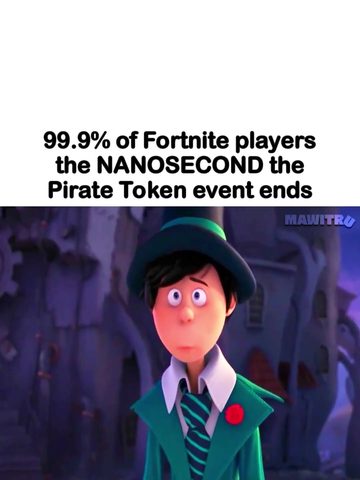 99.9% of Fortnite players
the NANOSECOND the
Pirate Token event ends
MAWITRU